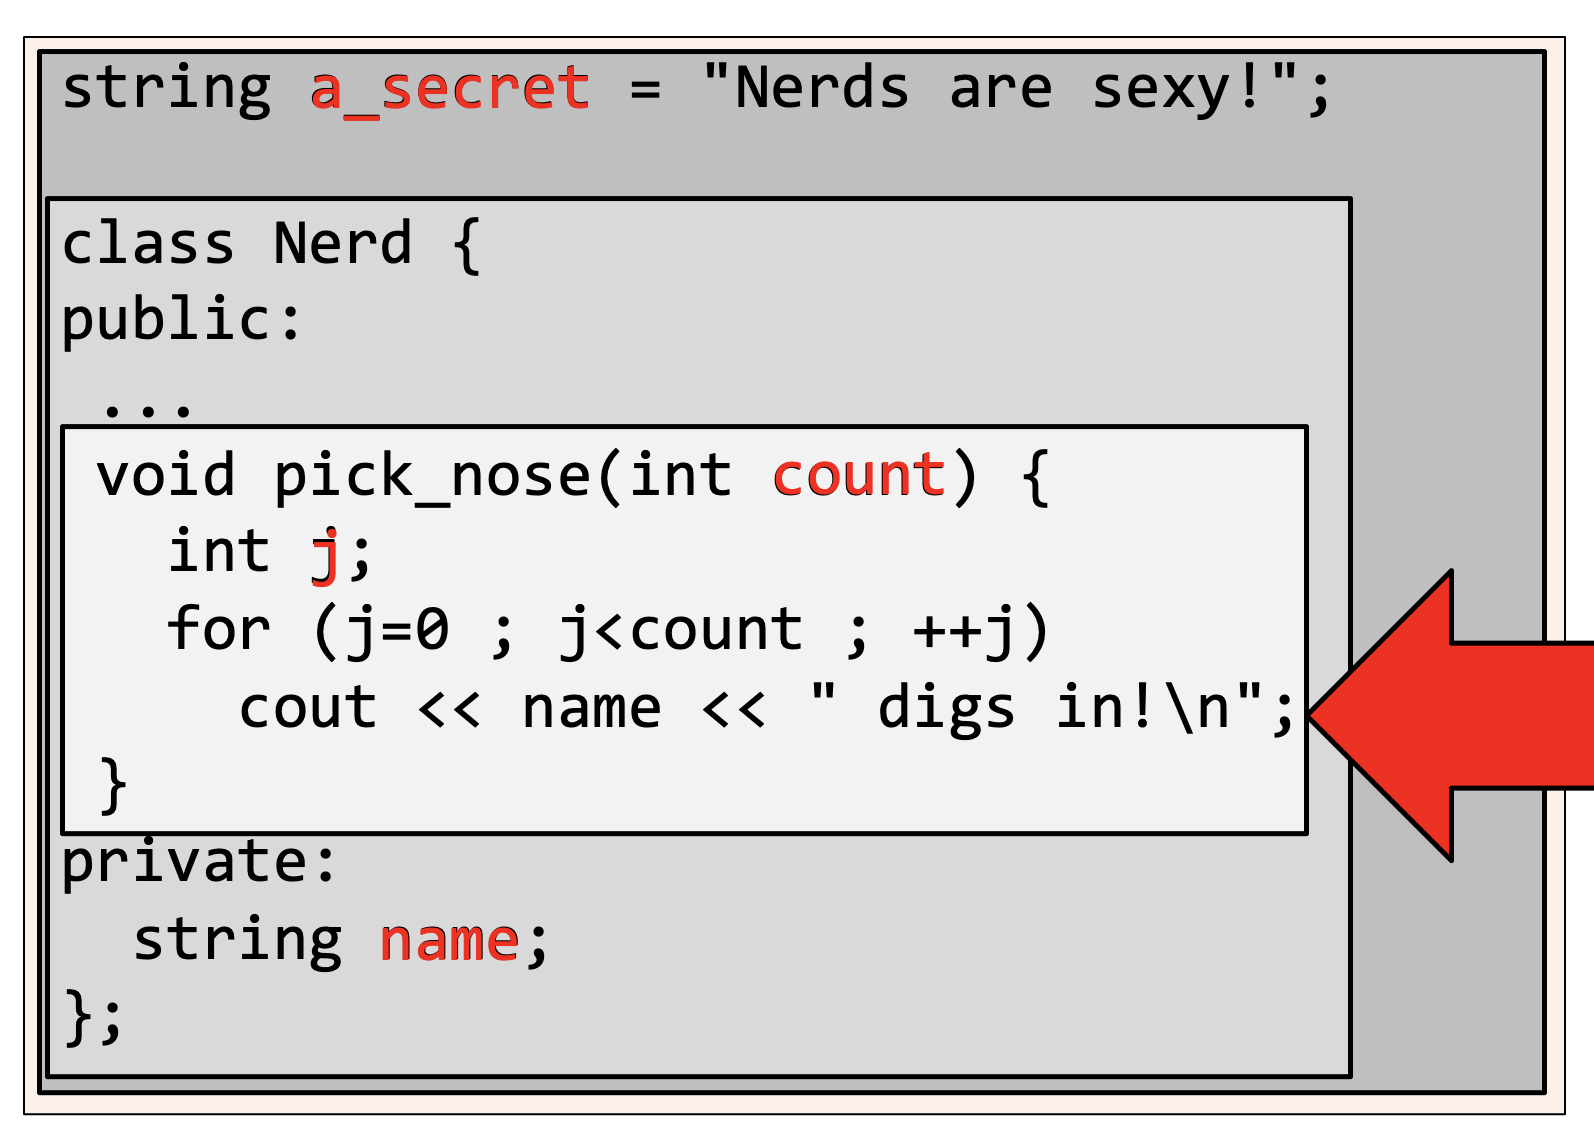 string a_secret = "Nerds are sexy!";
class Nerd {
public:
...
void pick_nose(int count) {
int j;
for (j=0 ; j<count ; ++j)
cout << name << " digs in!\n";
}
private:
string name;
};